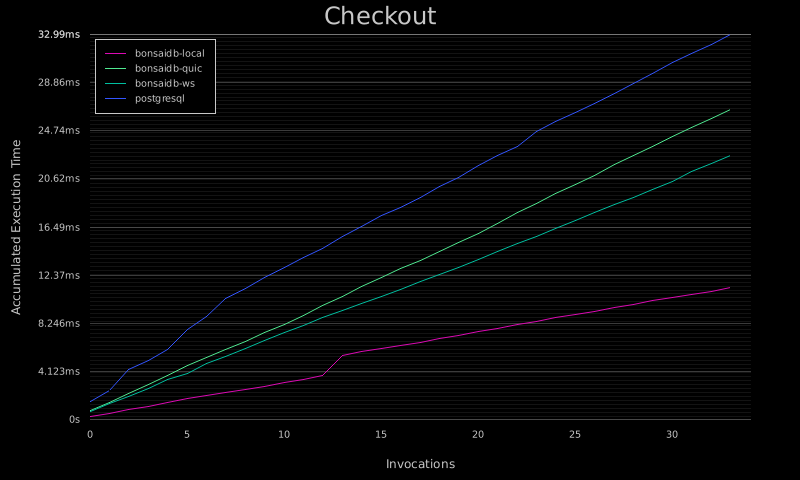 Checkout
32.99ms
28.86ms
24.74ms
20.62ms
16.49ms
12.37ms
8.246ms
4.123ms
0s
bonsaidb-local
bonsaidb-quic
bonsaidb-ws
postgresql
Accumulated Execution Time
0 5 10 15 20 25 30
Invocations